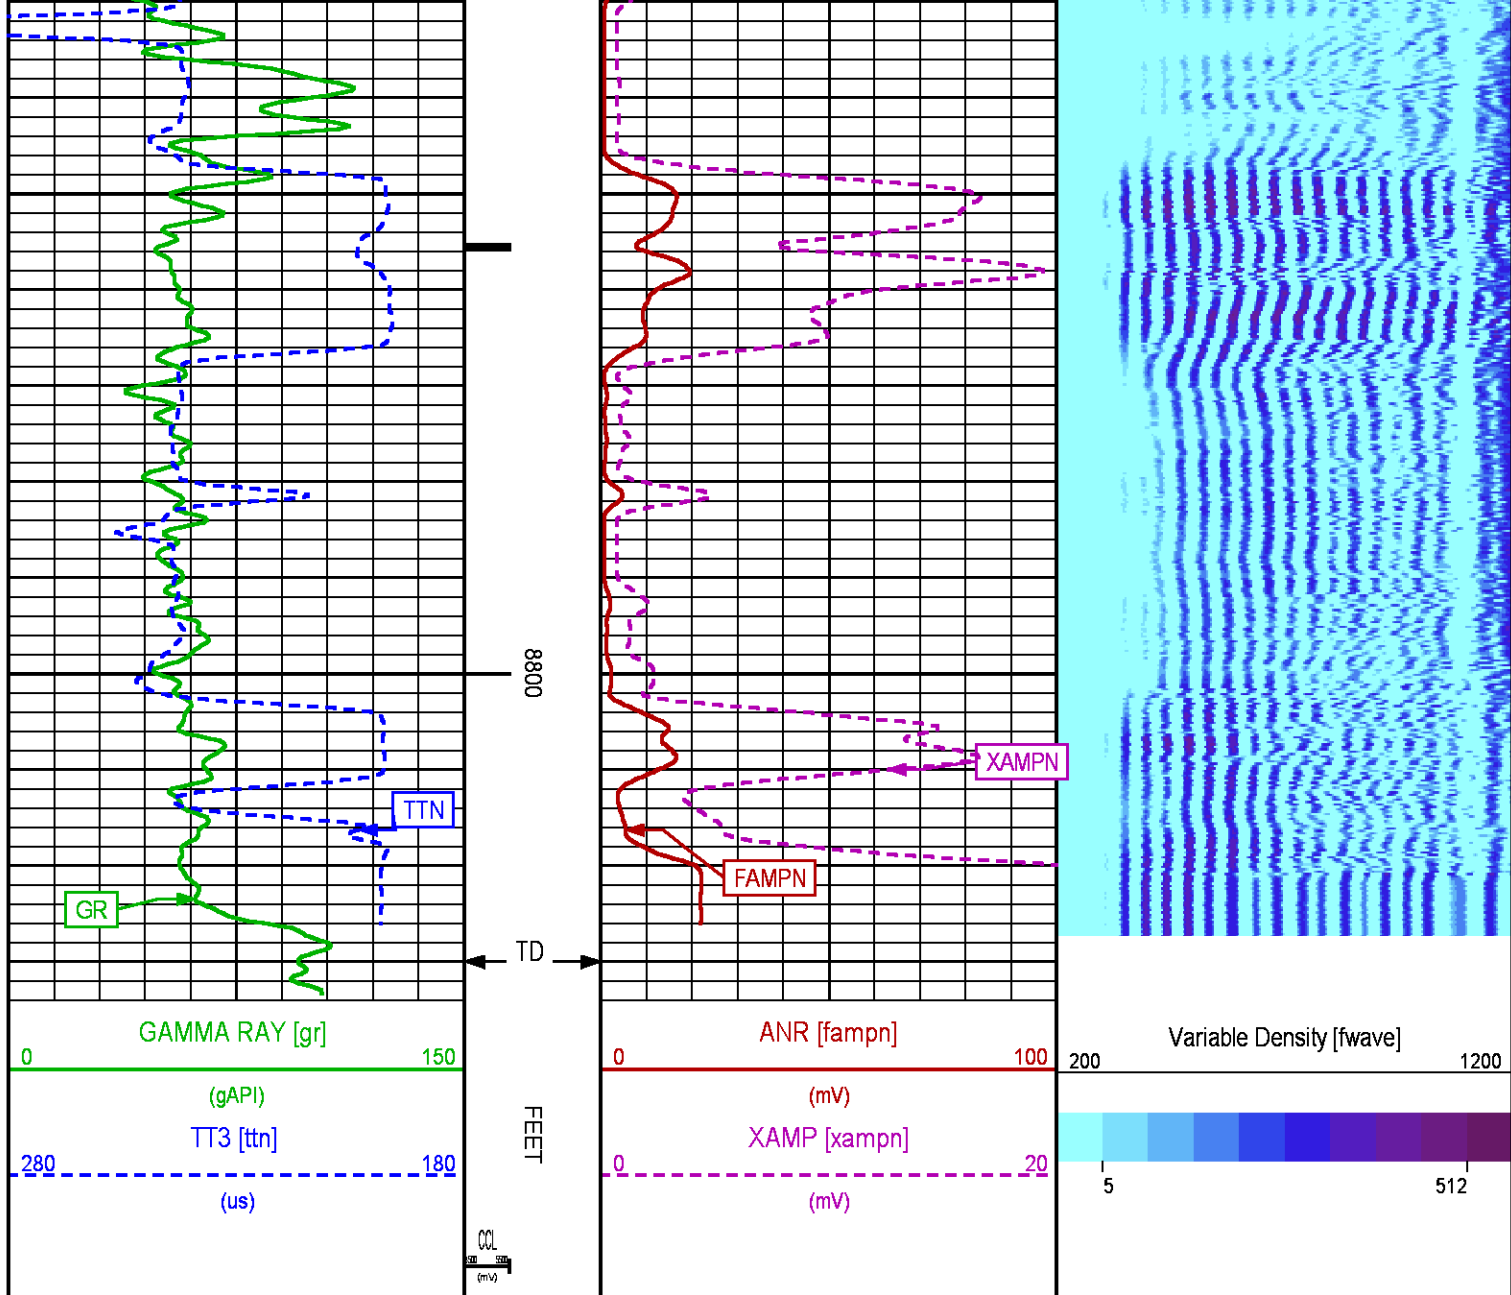 8800
XAMPN
TTN
FAMPN
GR
TD
GAMMA RAY [gr]
0 150
(gAPI)
TT3 [ttn]
280 180
(us)
FEET
CCL
(mV)
ANR [fampn]
0 100
(mV)
XAMP [xampn]
0 20
(mV)
Variable Density [fwave]
200 1200
5 512